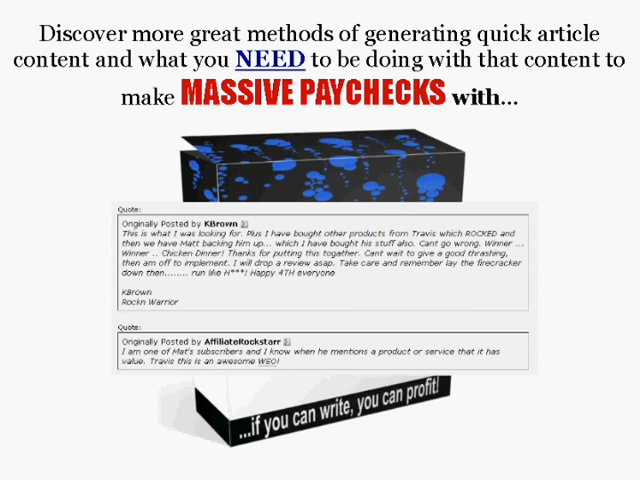 Discover more great methods of generating quick article
content and what you NEED to be doing with that content to
make MASSIVE PAYCHECKS with...
Quote:
Originally Posted by KBrown
This is what I was looking for. Plus I have bought other products from Travis which ROCKED and
then we have Matt backing him up... which I have bought his stuff also. Cant go wrong. Winner ...
Winner .. Chicken Dinner! Thanks for putting this togather. Cant wait to give a good thrashing,
then am off to implement. I will drop a review asap. Take care and remember lay the firecracker
down then........ run like H***! Happy 4TH everyone
KBrown
Rockn Warrior
Quote:
Originally Posted by AffiliateRockstarr
I am one of Mat's subscribers and I know when he mentions a product or service that it has
value. Travis this is an awesome WSO!
...if you can write, you can profit!